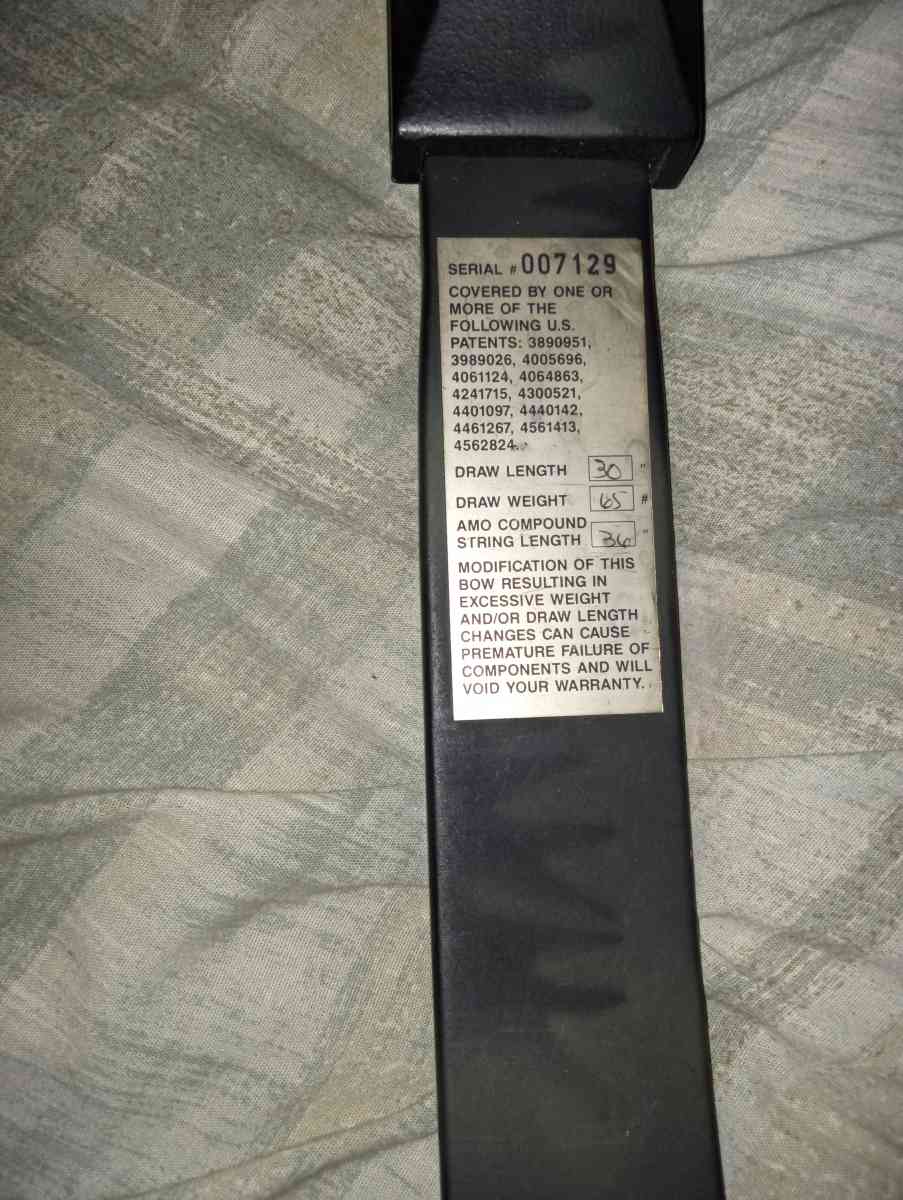 SERIAL # 007129
COVERED BY ONE OR
MORE OF THE
FOLLOWING U.S.
PATENTS: 3890951,
3989026, 4005696,
4061124, 4064863,
4241715, 4300521,
4401097, 4440142,
4461267, 4561413,
4562824.
DRAW LENGTH 30 "
DRAW WEIGHT 65 #
AMO COMPOUND
STRING LENGTH 36 "
MODIFICATION OF THIS
BOW RESULTING IN
EXCESSIVE WEIGHT
AND/OR DRAW LENGTH
CHANGES CAN CAUSE
PREMATURE FAILURE OF
COMPONENTS AND WILL
VOID YOUR WARRANTY.